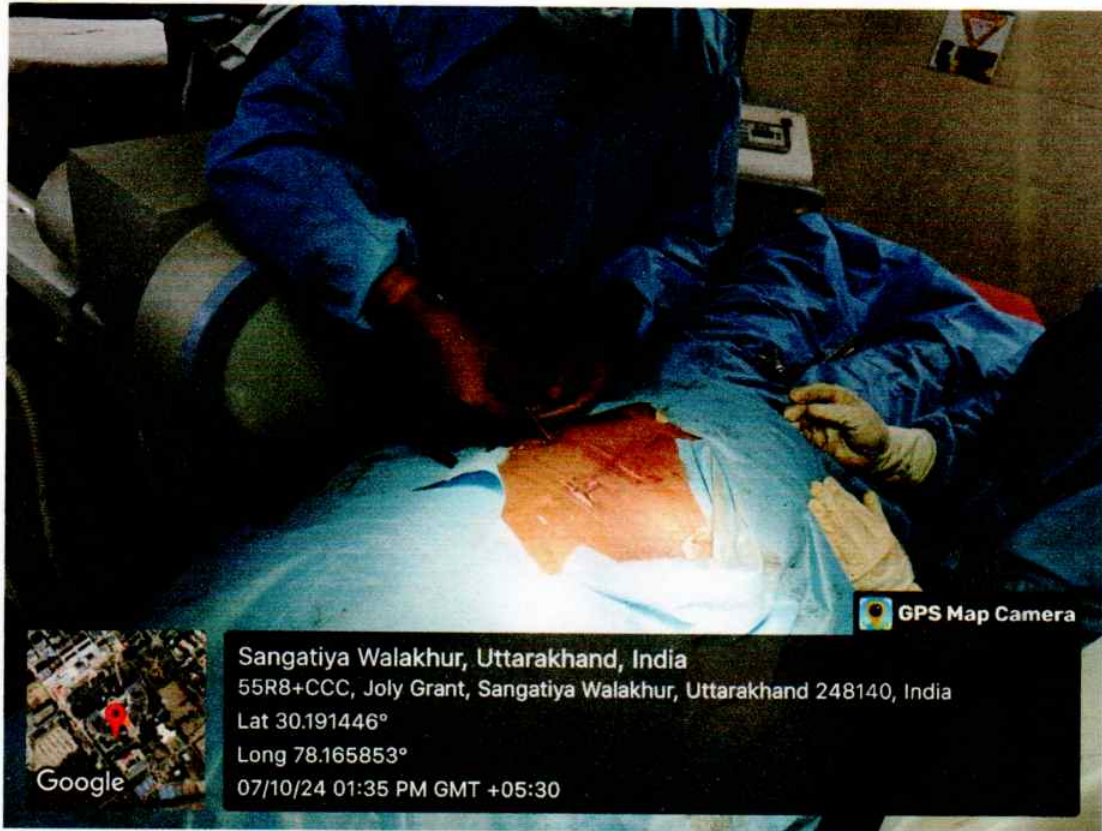 GPS Map Camera
Sangatiya Walakhur, Uttarakhand, India
55R8+CCC, Joly Grant, Sangatiya Walakhur, Uttarakhand 248140, India
Lat 30.191446°
Long 78.165853°
07/10/24 01:35 PM GMT +05:30
Google